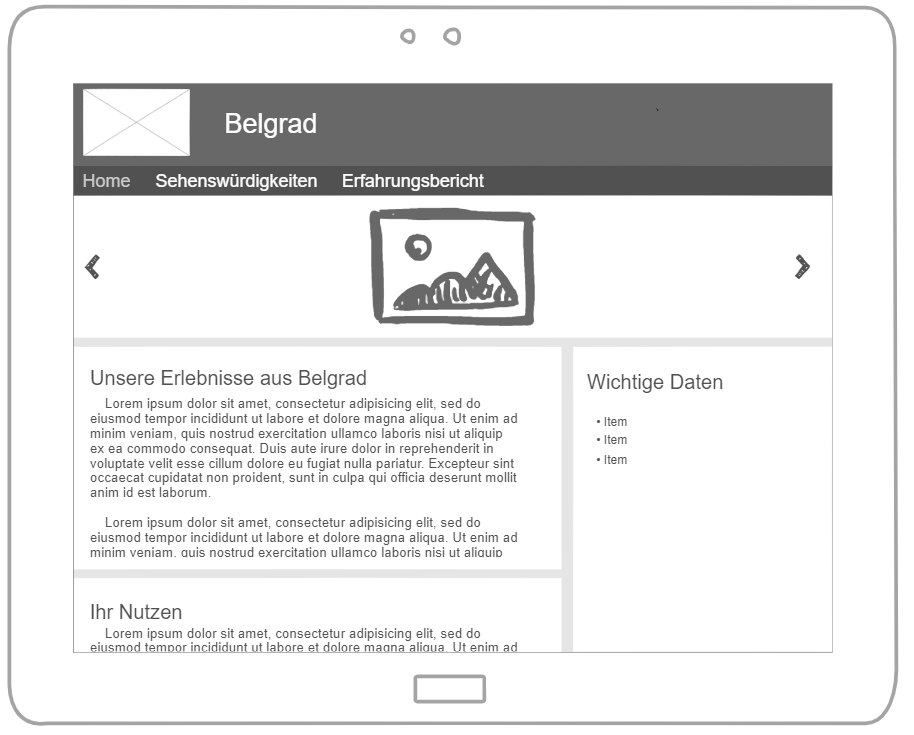 Belgrad
Home Sehenswürdigkeiten Erfahrungsbericht
Unsere Erlebnisse aus Belgrad
Lorem ipsum dolor sit amet, consectetur adipisicing elit, sed do
eiusmod tempor incididunt ut labore et dolore magna aliqua. Ut enim ad
minim veniam, quis nostrud exercitation ullamco laboris nisi ut aliquip
ex ea commodo consequat. Duis aute irure dolor in reprehenderit in
voluptate velit esse cillum dolore eu fugiat nulla pariatur. Excepteur sint
occaecat cupidatat non proident, sunt in culpa qui officia deserunt mollit
anim id est laborum.
Lorem ipsum dolor sit amet, consectetur adipisicing elit, sed do
eiusmod tempor incididunt ut labore et dolore magna aliqua. Ut enim ad
minim veniam, quis nostrud exercitation ullamco laboris nisi ut aliquip
Ihr Nutzen
Lorem ipsum dolor sit amet, consectetur adipisicing elit, sed do
eiusmod tempor incididunt ut labore et dolore magna aliqua. Ut enim ad
Wichtige Daten
• Item
• Item
• Item